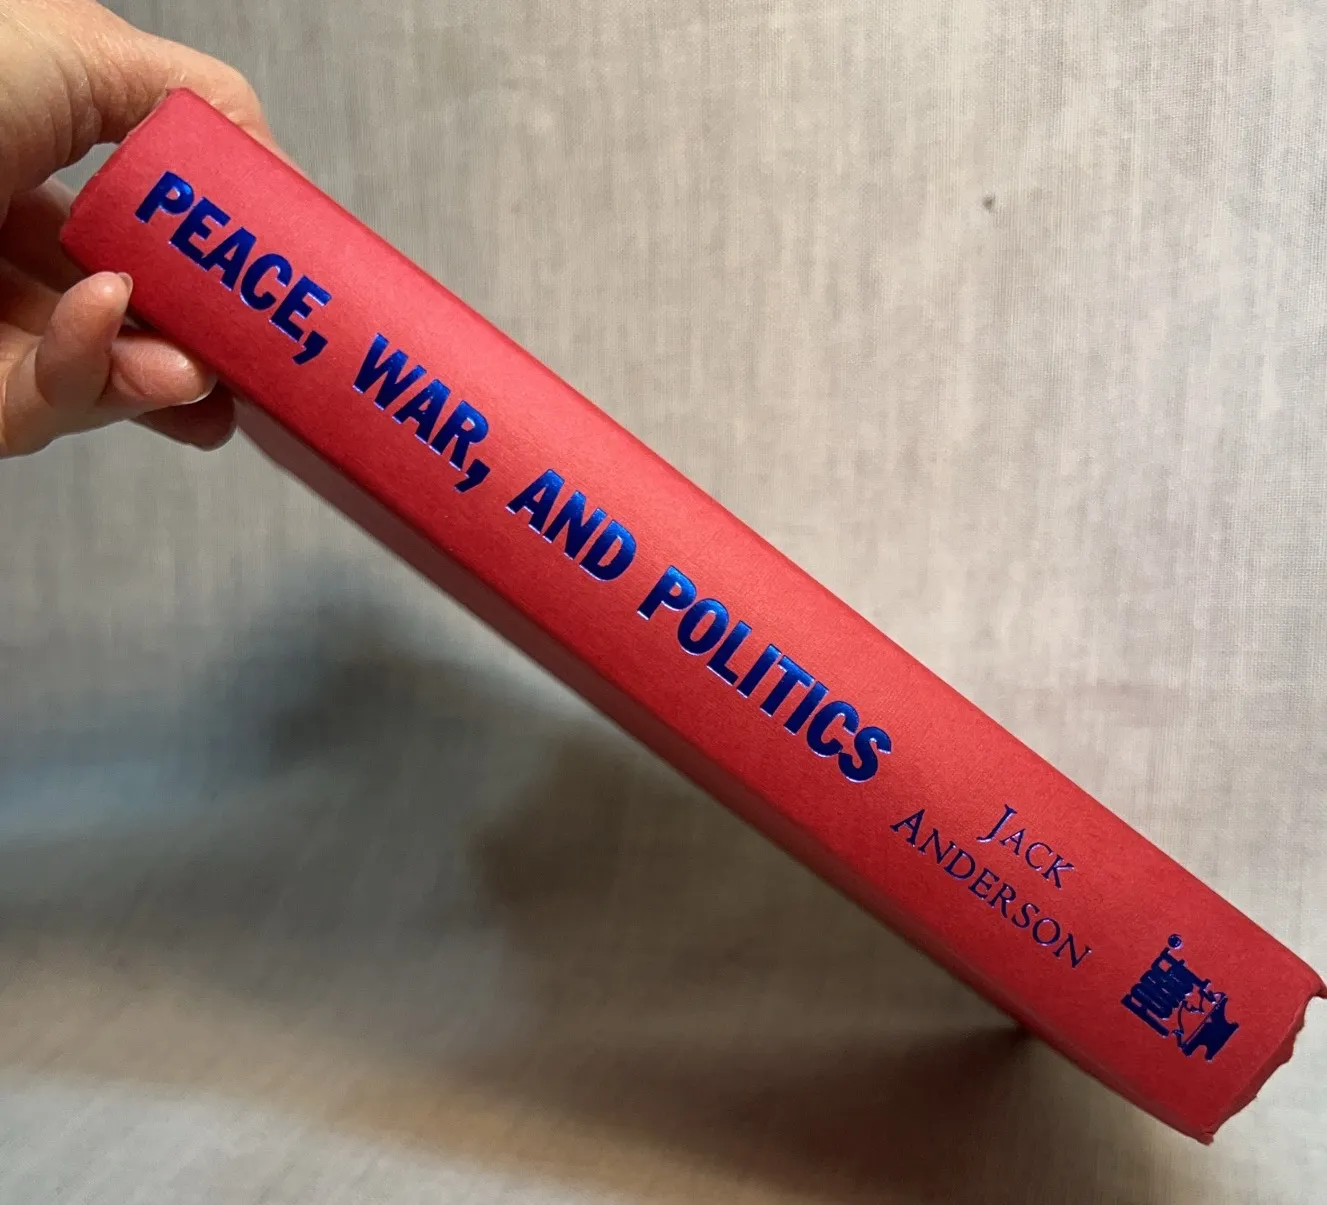 PEACE, WAR, AND POLITICS
JACK
ANDERSON